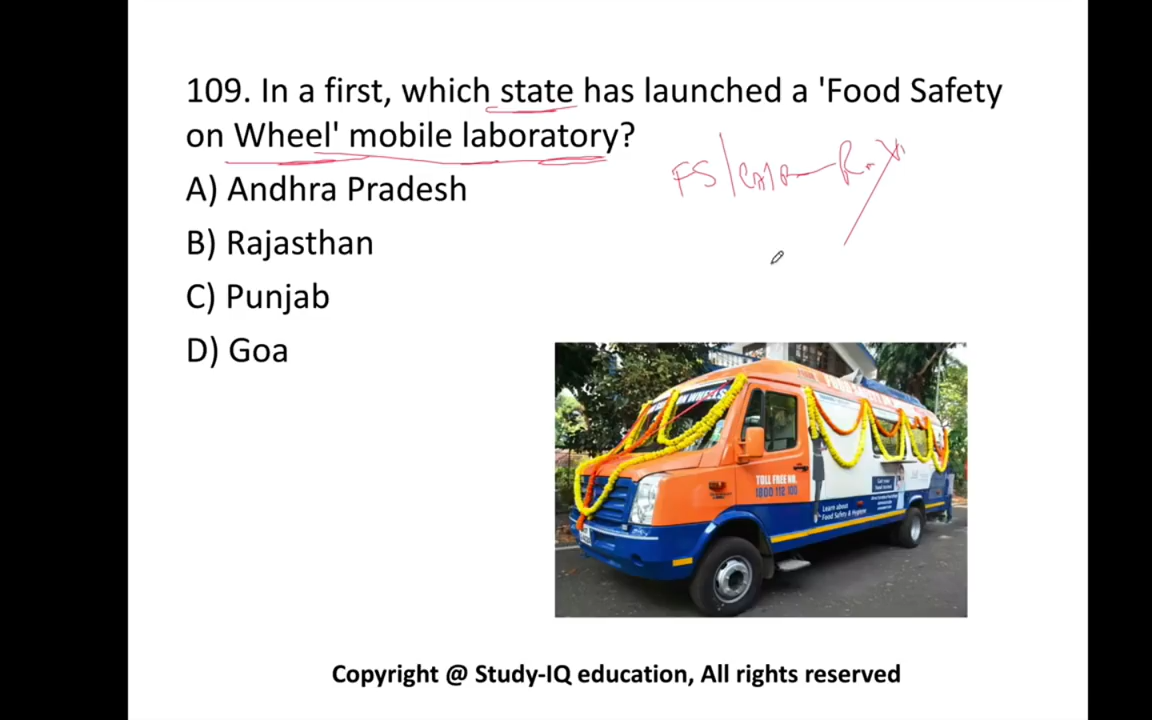 109. In a first, which state has launched a 'Food Safety
on Wheel' mobile laboratory?
A) Andhra Pradesh
B) Rajasthan
C) Punjab
D) Goa
TOLL FREE NO.
1800 112 100
Learn about
Food Safety & Hygiene
Copyright @ Study-IQ education, All rights reserved